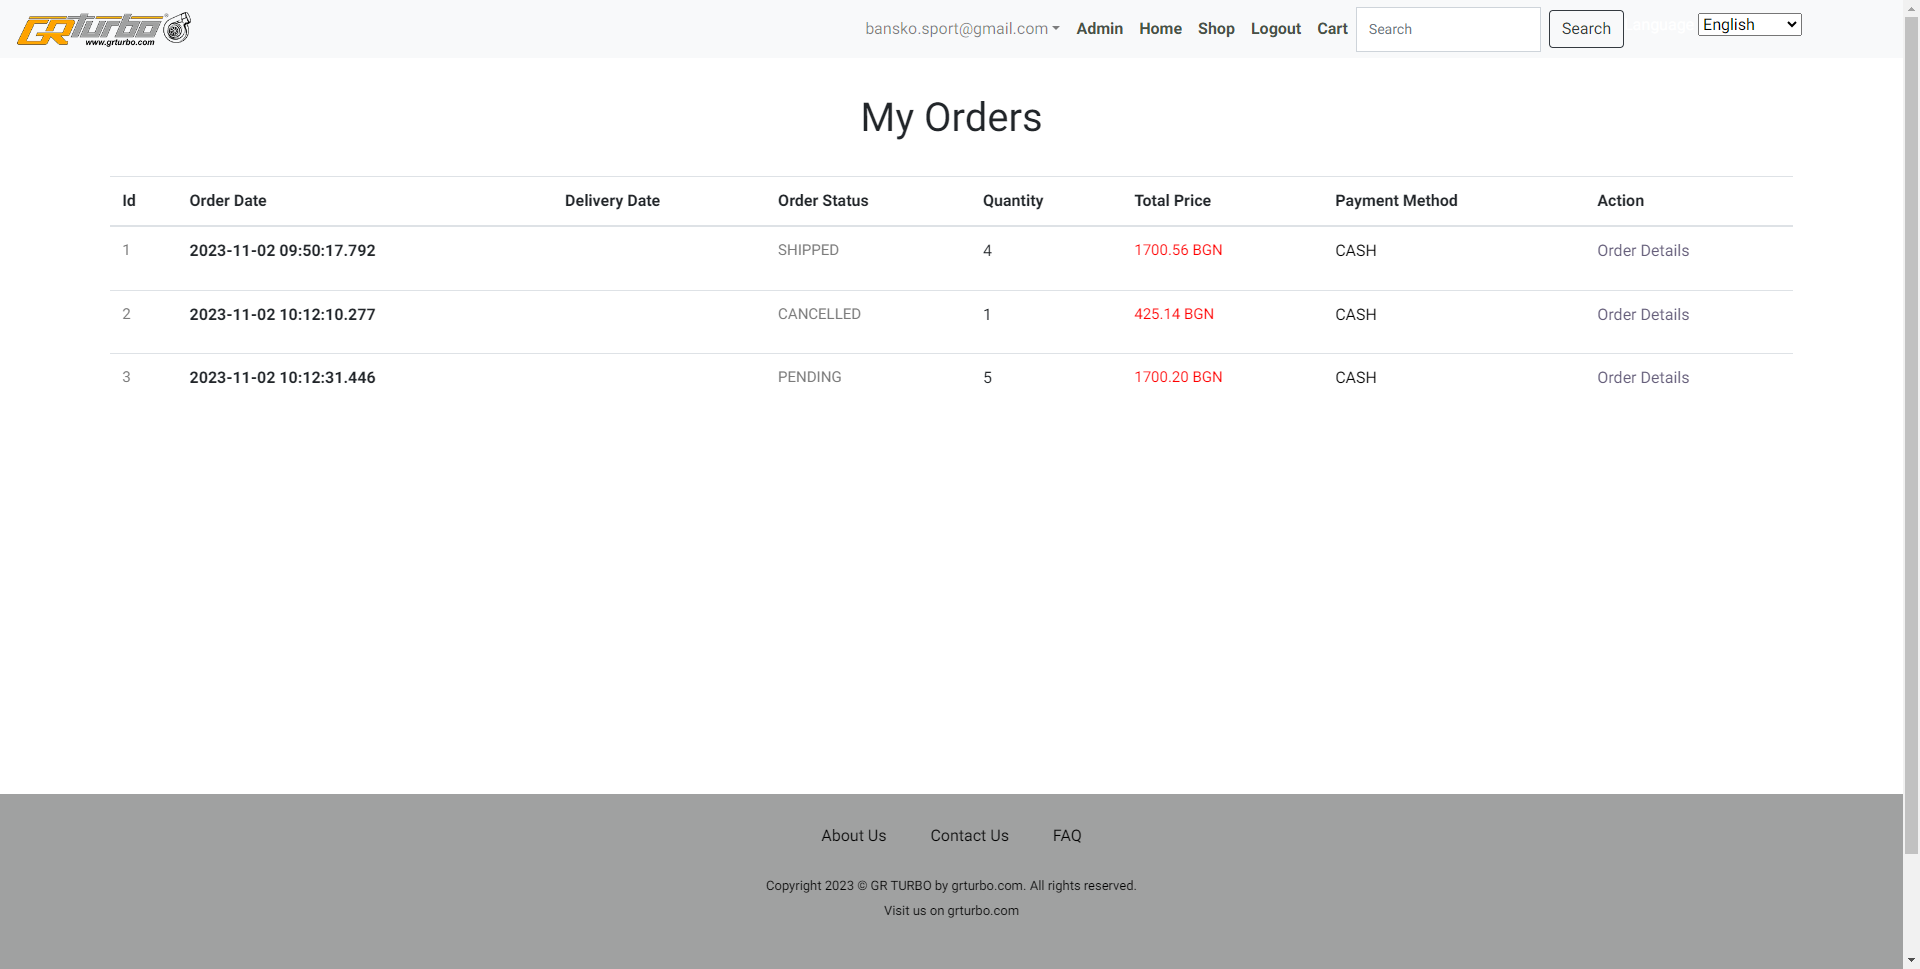 GRturbo®
www.grturbo.com
bansko.sport@gmail.com Admin Home Shop Logout Cart Search Search Language English
My Orders
Id Order Date Delivery Date Order Status Quantity Total Price Payment Method Action
1 2023-11-02 09:50:17.792 SHIPPED 4 1700.56 BGN CASH Order Details
2 2023-11-02 10:12:10.277 CANCELLED 1 425.14 BGN CASH Order Details
3 2023-11-02 10:12:31.446 PENDING 5 1700.20 BGN CASH Order Details
About Us Contact Us FAQ
Copyright 2023 © GR TURBO by grturbo.com. All rights reserved.
Visit us on grturbo.com